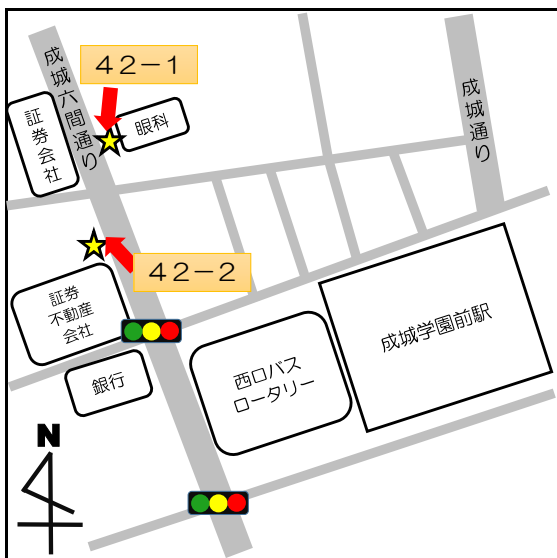 42-1
成城六間通り
証券会社
眼科
成城通り
42-2
証券
不動産
会社
銀行
西口バス
ロータリー
成城学園前駅
N